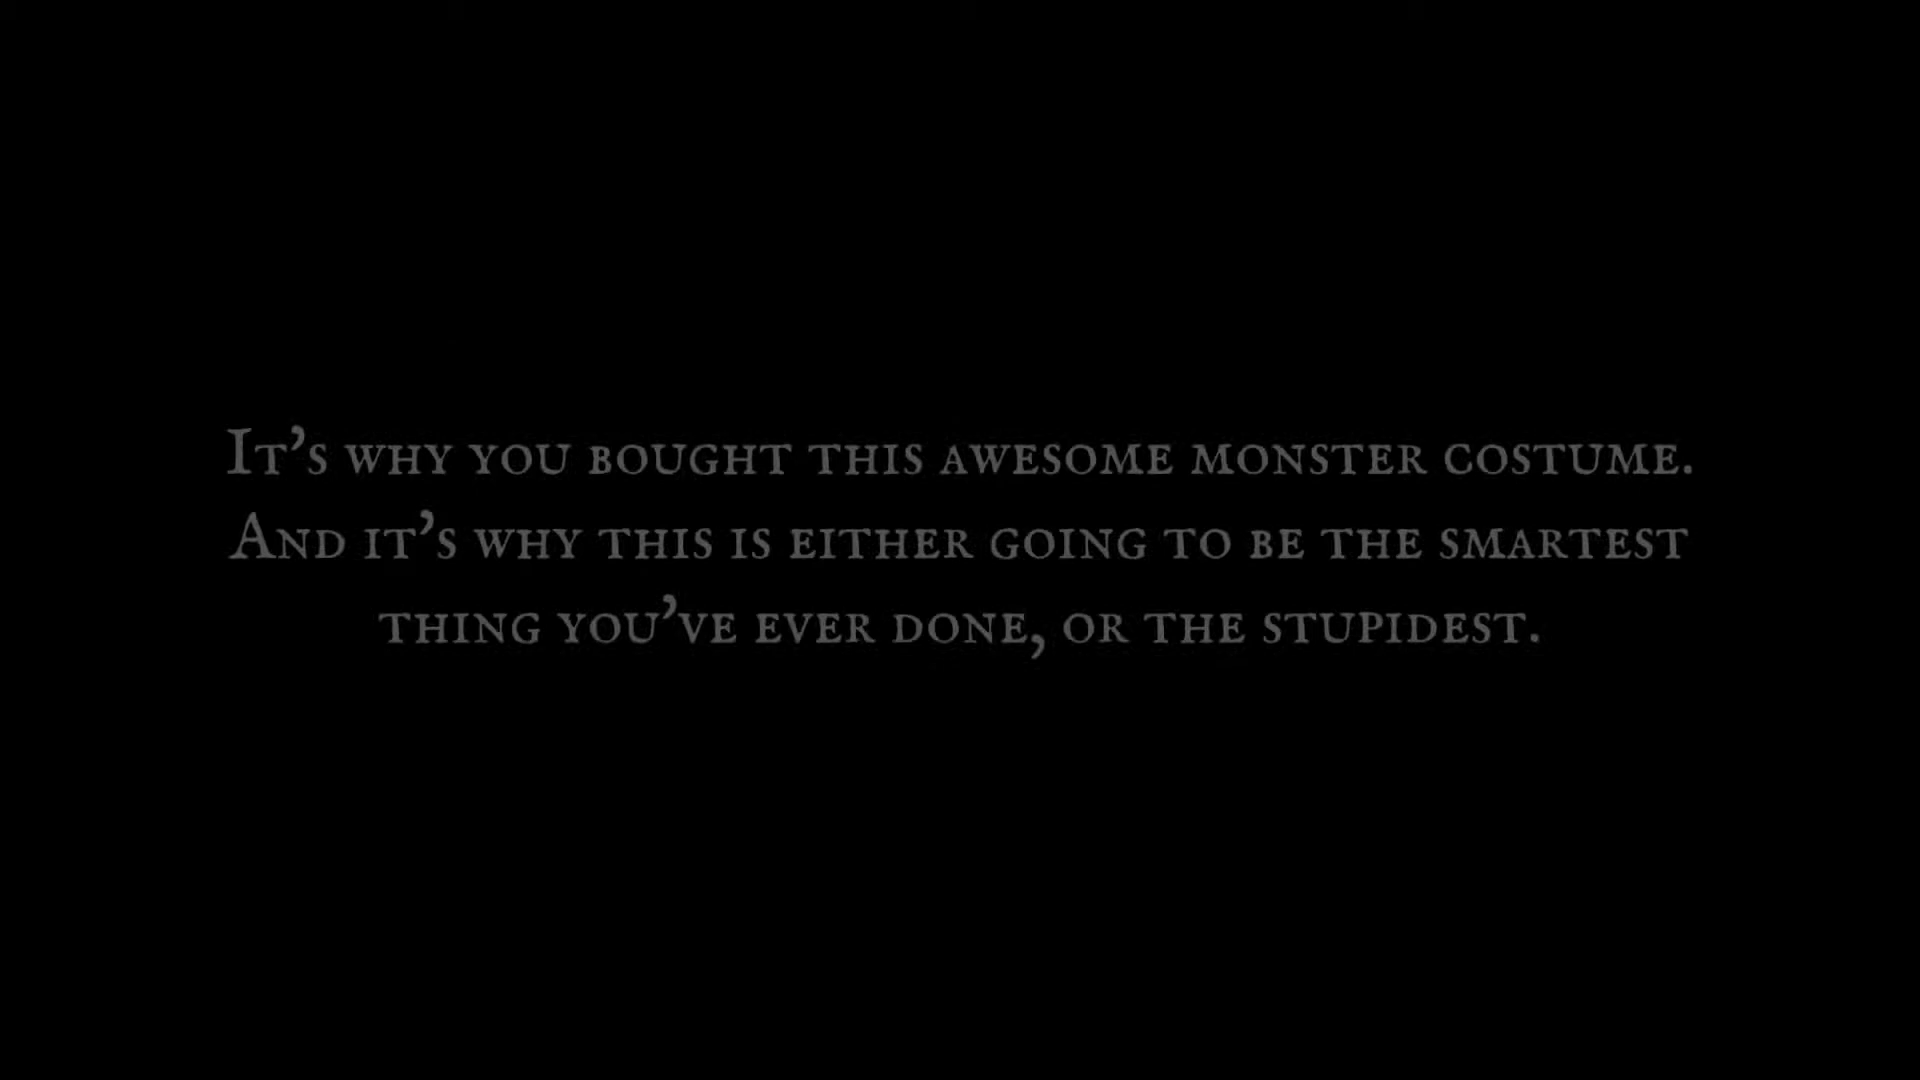 It's why you bought this awesome monster costume.
And it's why this is either going to be the smartest
thing you've ever done, or the stupidest.